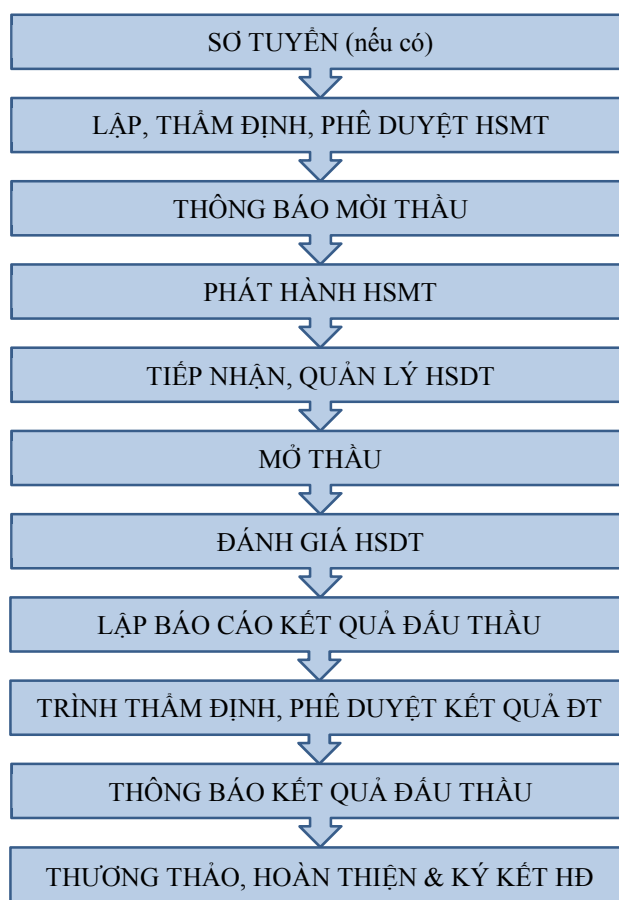 SƠ TUYỂN (nếu có)
LẬP, THẨM ĐỊNH, PHÊ DUYỆT HSMT
THÔNG BÁO MỜI THẦU
PHÁT HÀNH HSMT
TIẾP NHẬN, QUẢN LÝ HSDT
MỞ THẦU
ĐÁNH GIÁ HSDT
LẬP BÁO CÁO KẾT QUẢ ĐẤU THẦU
TRÌNH THẨM ĐỊNH, PHÊ DUYỆT KẾT QUẢ ĐT
THÔNG BÁO KẾT QUẢ ĐẤU THẦU
THƯƠNG THẢO, HOÀN THIỆN & KÝ KẾT HĐ